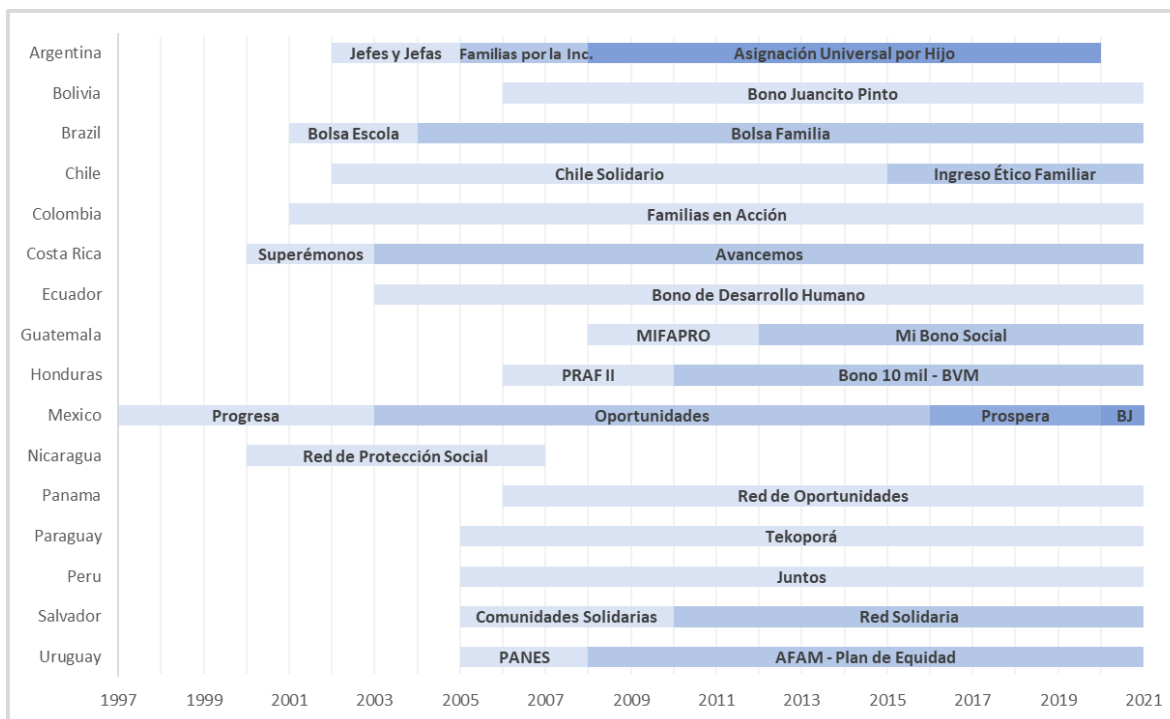 Argentina Jefes y Jefas Familias por la Inc. Asignación Universal por Hijo
Bolivia Bono Juancito Pinto
Brazil Bolsa Escola Bolsa Familia
Chile Chile Solidario Ingreso Ético Familiar
Colombia Familias en Acción
Costa Rica Superémonos Avancemos
Ecuador Bono de Desarrollo Humano
Guatemala MIFAPRO Mi Bono Social
Honduras PRAF II Bono 10 mil - BVM
Mexico Progresa Oportunidades Prospera BJ
Nicaragua Red de Protección Social
Panama Red de Oportunidades
Paraguay Tekoporá
Peru Juntos
Salvador Comunidades Solidarias Red Solidaria
Uruguay PANES AFAM - Plan de Equidad
1997 1999 2001 2003 2005 2007 2009 2011 2013 2015 2017 2019 2021